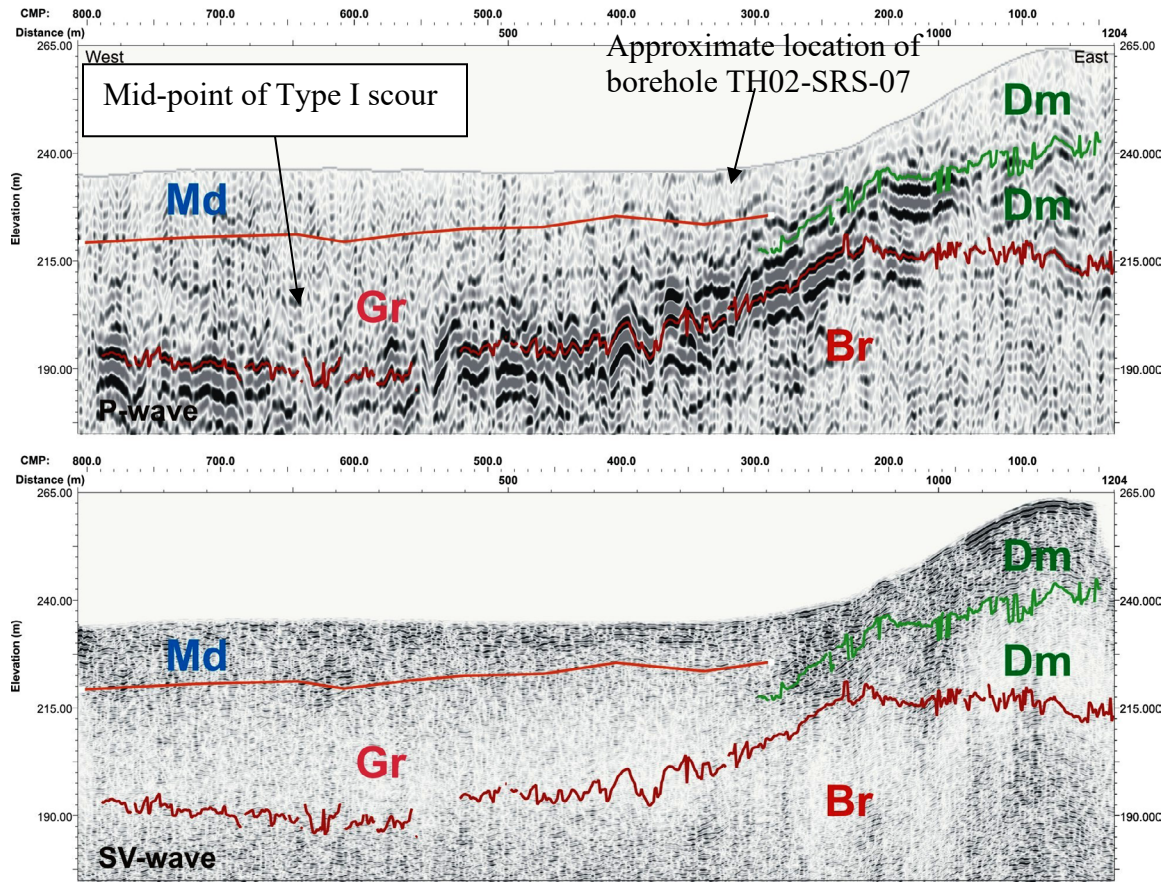 CMP: 800.0 700.0 600.0 500.0 400.0 300.0 200.0 100.0
Distance (m) 500 1000 1204
265.00 265.00
West East
Approximate location of
borehole TH02-SRS-07
Mid-point of Type I scour
Dm
240.00 240.00
Md
Dm
Elevation (m)
215.00 215.000
Gr
Br
190.00 190.000
P-wave
CMP: 800.0 700.0 600.0 500.0 400.0 300.0 200.0 100.0
Distance (m) 500 1000 1204
265.00 265.00
Dm
240.00 240.000
Md
Dm
Elevation (m)
215.00 215.000
Gr
Br
190.00 190.000
SV-wave